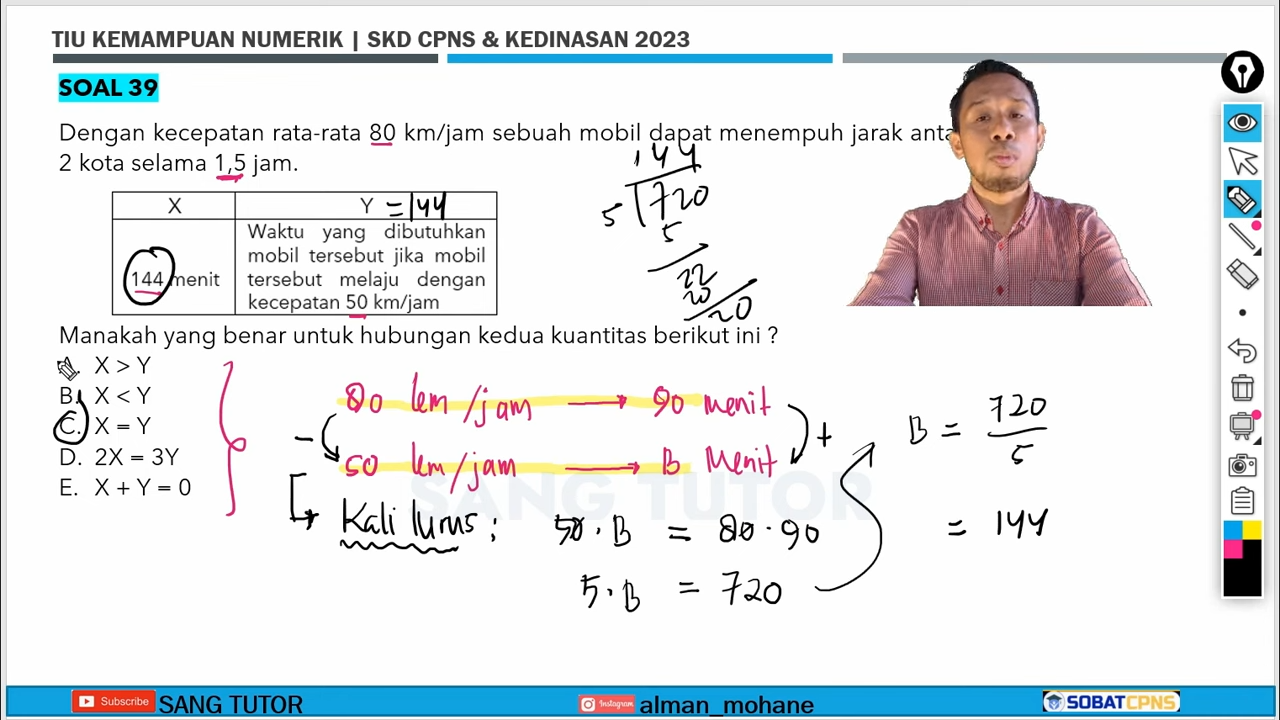 TIU KEMAMPUAN NUMERIK | SKD CPNS & KEDINASAN 2023
SOAL 39
Dengan kecepatan rata-rata 80 km/jam sebuah mobil dapat menempuh jarak anta
2 kota selama 1,5 jam.
X
Y = 144
144 menit
Waktu yang dibutuhkan
mobil tersebut jika mobil
tersebut melaju dengan
kecepatan 50 km/jam
144
5 720
5
22
20
20
Manakah yang benar untuk hubungan kedua kuantitas berikut ini ?
X > Y
B. X < Y
C. X = Y
D. 2X = 3Y
E. X + Y = 0
80 km/jam → 90 menit
- +
50 km/jam → B Menit
Kali lurus : 50 . B = 80 . 90
5 . B = 720
B = 720
5
= 144
SANG TUTOR
Subscribe SANG TUTOR
Instagram alman_mohane
SOBATCPNS